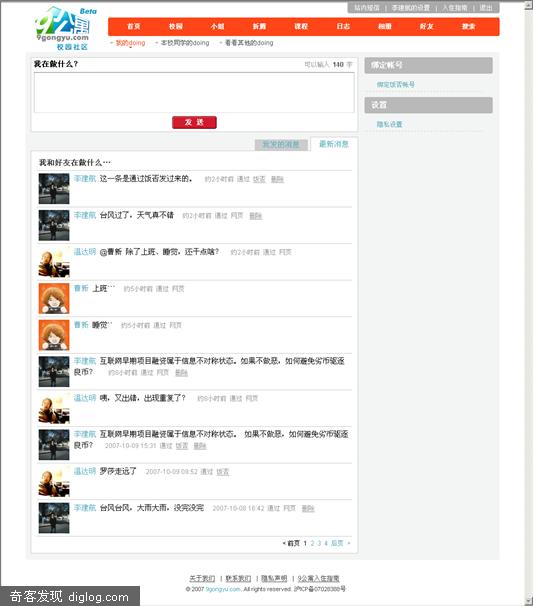 站内短信 | 李建航的设置 | 入住指南 | 退出
9公寓 Beta
9gongyu.com
校园社区
首页 校园 小刻 新鲜 课程 日志 相册 好友 搜索
我的doing 本校同学的doing 看看其他的doing
我在做什么?
可以输入 140 字
发 送
我发的消息 最新消息
我和好友在做什么…
李建航 这一条是通过饭否发过来的。 约2小时前 通过 饭否 删除
李建航 台风过了，天气真不错 约2小时前 通过 网页 删除
温达明 @曹新 除了上班、睡觉，还干点啥? 约2小时前 通过 网页
曹新 上班… 约5小时前 通过 网页
曹新 睡觉·· 约5小时前 通过 网页
李建航 互联网早期项目融资属于信息不对称状态。如果不做恶，如何避免劣币驱逐
良币? 约8小时前 通过 网页 删除
温达明 咦，又出错，出现重复了? 约8小时前 通过 网页
李建航 互联网早期项目融资属于信息不对称状态。 如果不做恶，如何避免劣币驱逐
良币? 2007-10-09 15:31 通过 饭否 删除
温达明 罗莎走远了 2007-10-09 09:52 通过 饭否
李建航 台风台风，大雨大雨，没完没完 2007-10-08 16:42 通过 网页 删除
< 前页 1 2 3 4 后页 >
绑定帐号
绑定饭否帐号
设置
隐私设置
关于我们 | 联系我们 | 隐私声明 | 9公寓入住指南
© 2007 9gongyu.com. All rights reserved. 沪ICP备07028388号
奇客发现 diglog.com